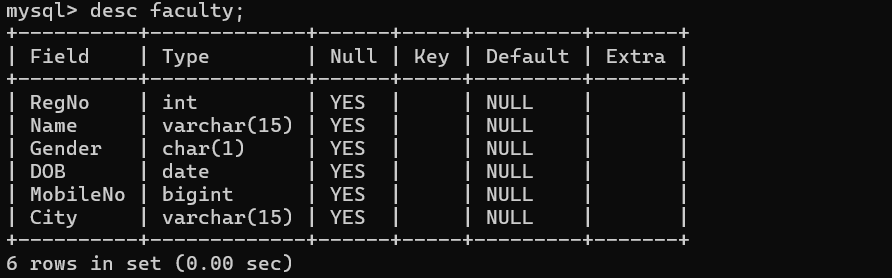 mysql> desc faculty;
+----------+-------------+------+-----+---------+-------+
| Field    | Type        | Null | Key | Default | Extra |
+----------+-------------+------+-----+---------+-------+
| RegNo    | int         | YES  |     | NULL    |       |
| Name     | varchar(15) | YES  |     | NULL    |       |
| Gender   | char(1)     | YES  |     | NULL    |       |
| DOB      | date        | YES  |     | NULL    |       |
| MobileNo | bigint      | YES  |     | NULL    |       |
| City     | varchar(15) | YES  |     | NULL    |       |
+----------+-------------+------+-----+---------+-------+
6 rows in set (0.00 sec)